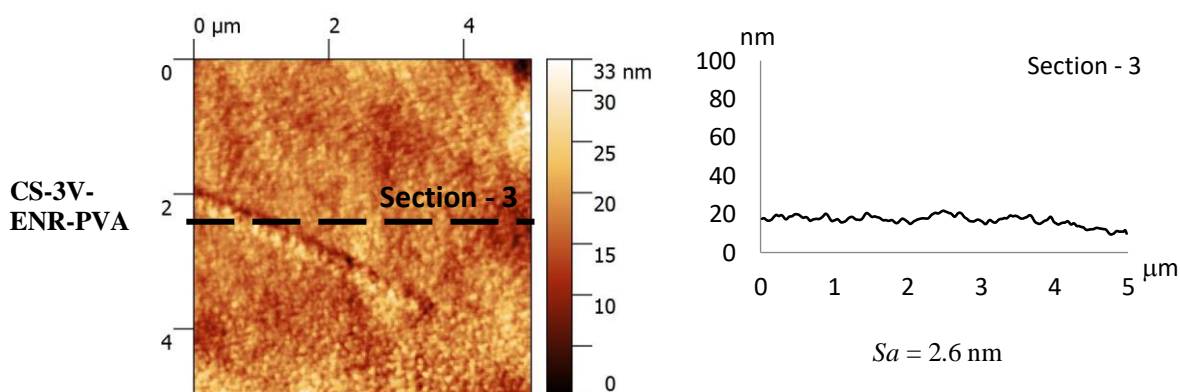 0 µm
2
4
0
2
4
CS-3V-
ENR-PVA
Section - 3
33 nm
30
25
20
15
10
0
nm
100
80
60
40
20
0
Section - 3
0 1 2 3 4 5
µm
Sa = 2.6 nm